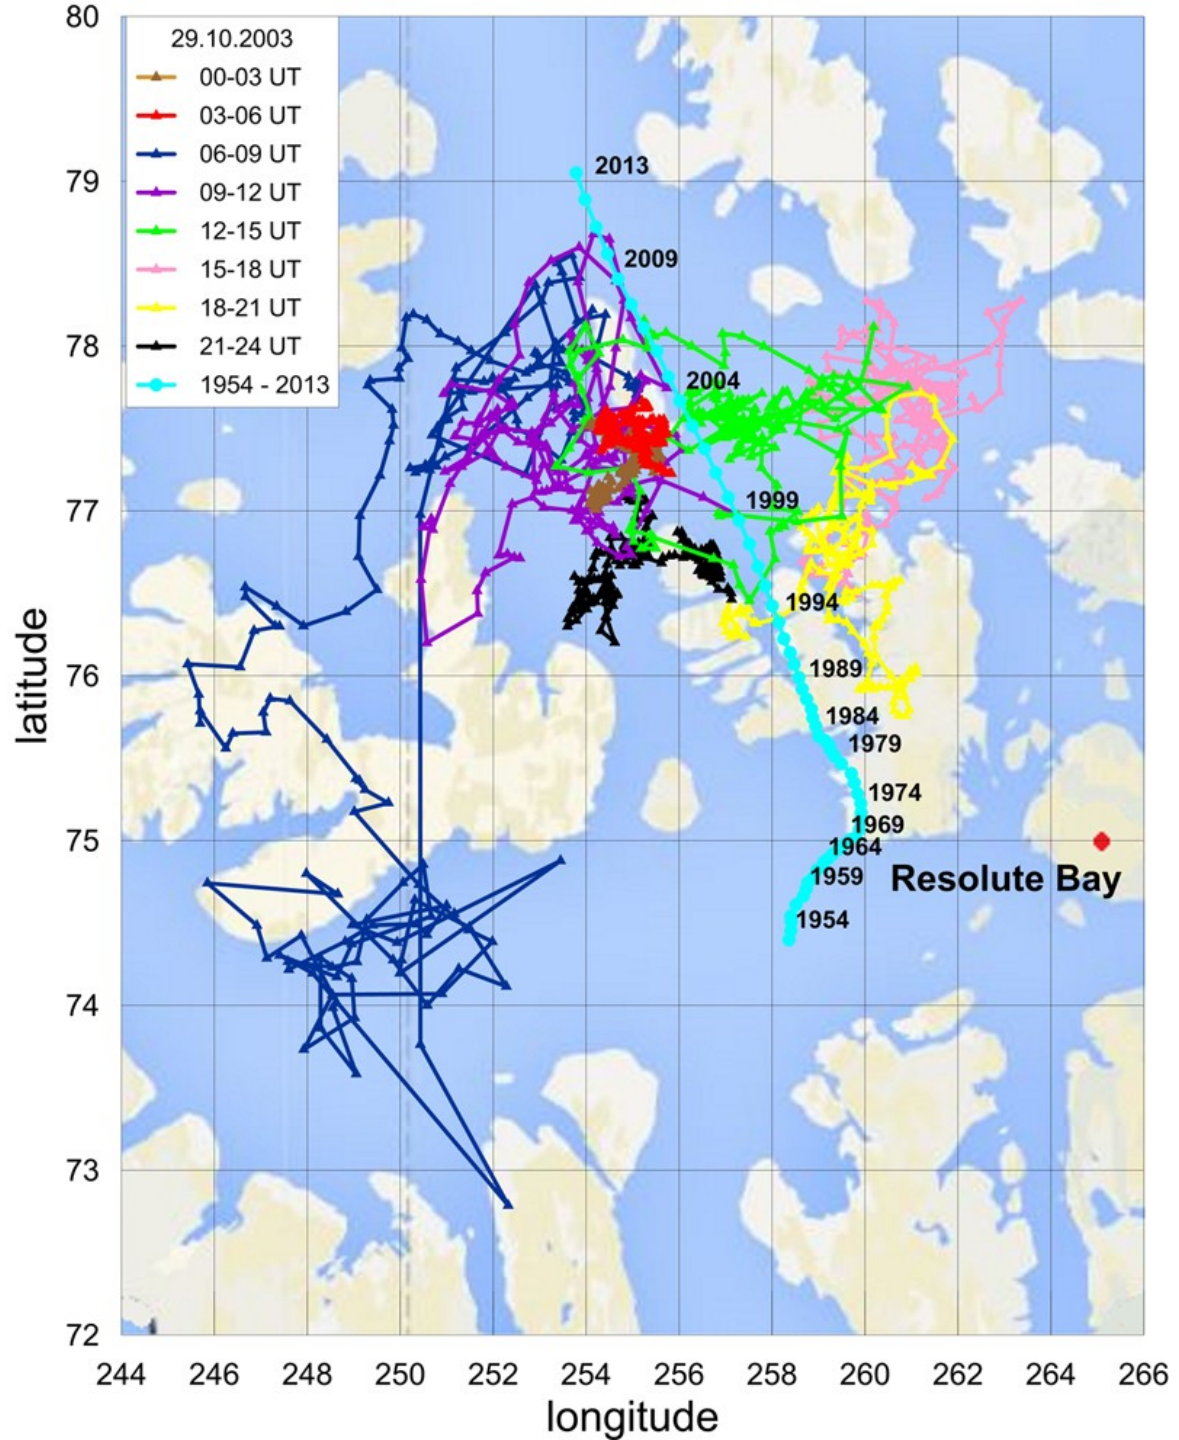 80
79
78
77
76
75
74
73
72
latitude
29.10.2003
00-03 UT
03-06 UT
06-09 UT
09-12 UT
12-15 UT
15-18 UT
18-21 UT
21-24 UT
1954 - 2013
2013
2009
2004
1999
1994
1989
1984
1979
1974
1969
1964
1959
1954
Resolute Bay
244 246 248 250 252 254 256 258 260 262 264 266
longitude